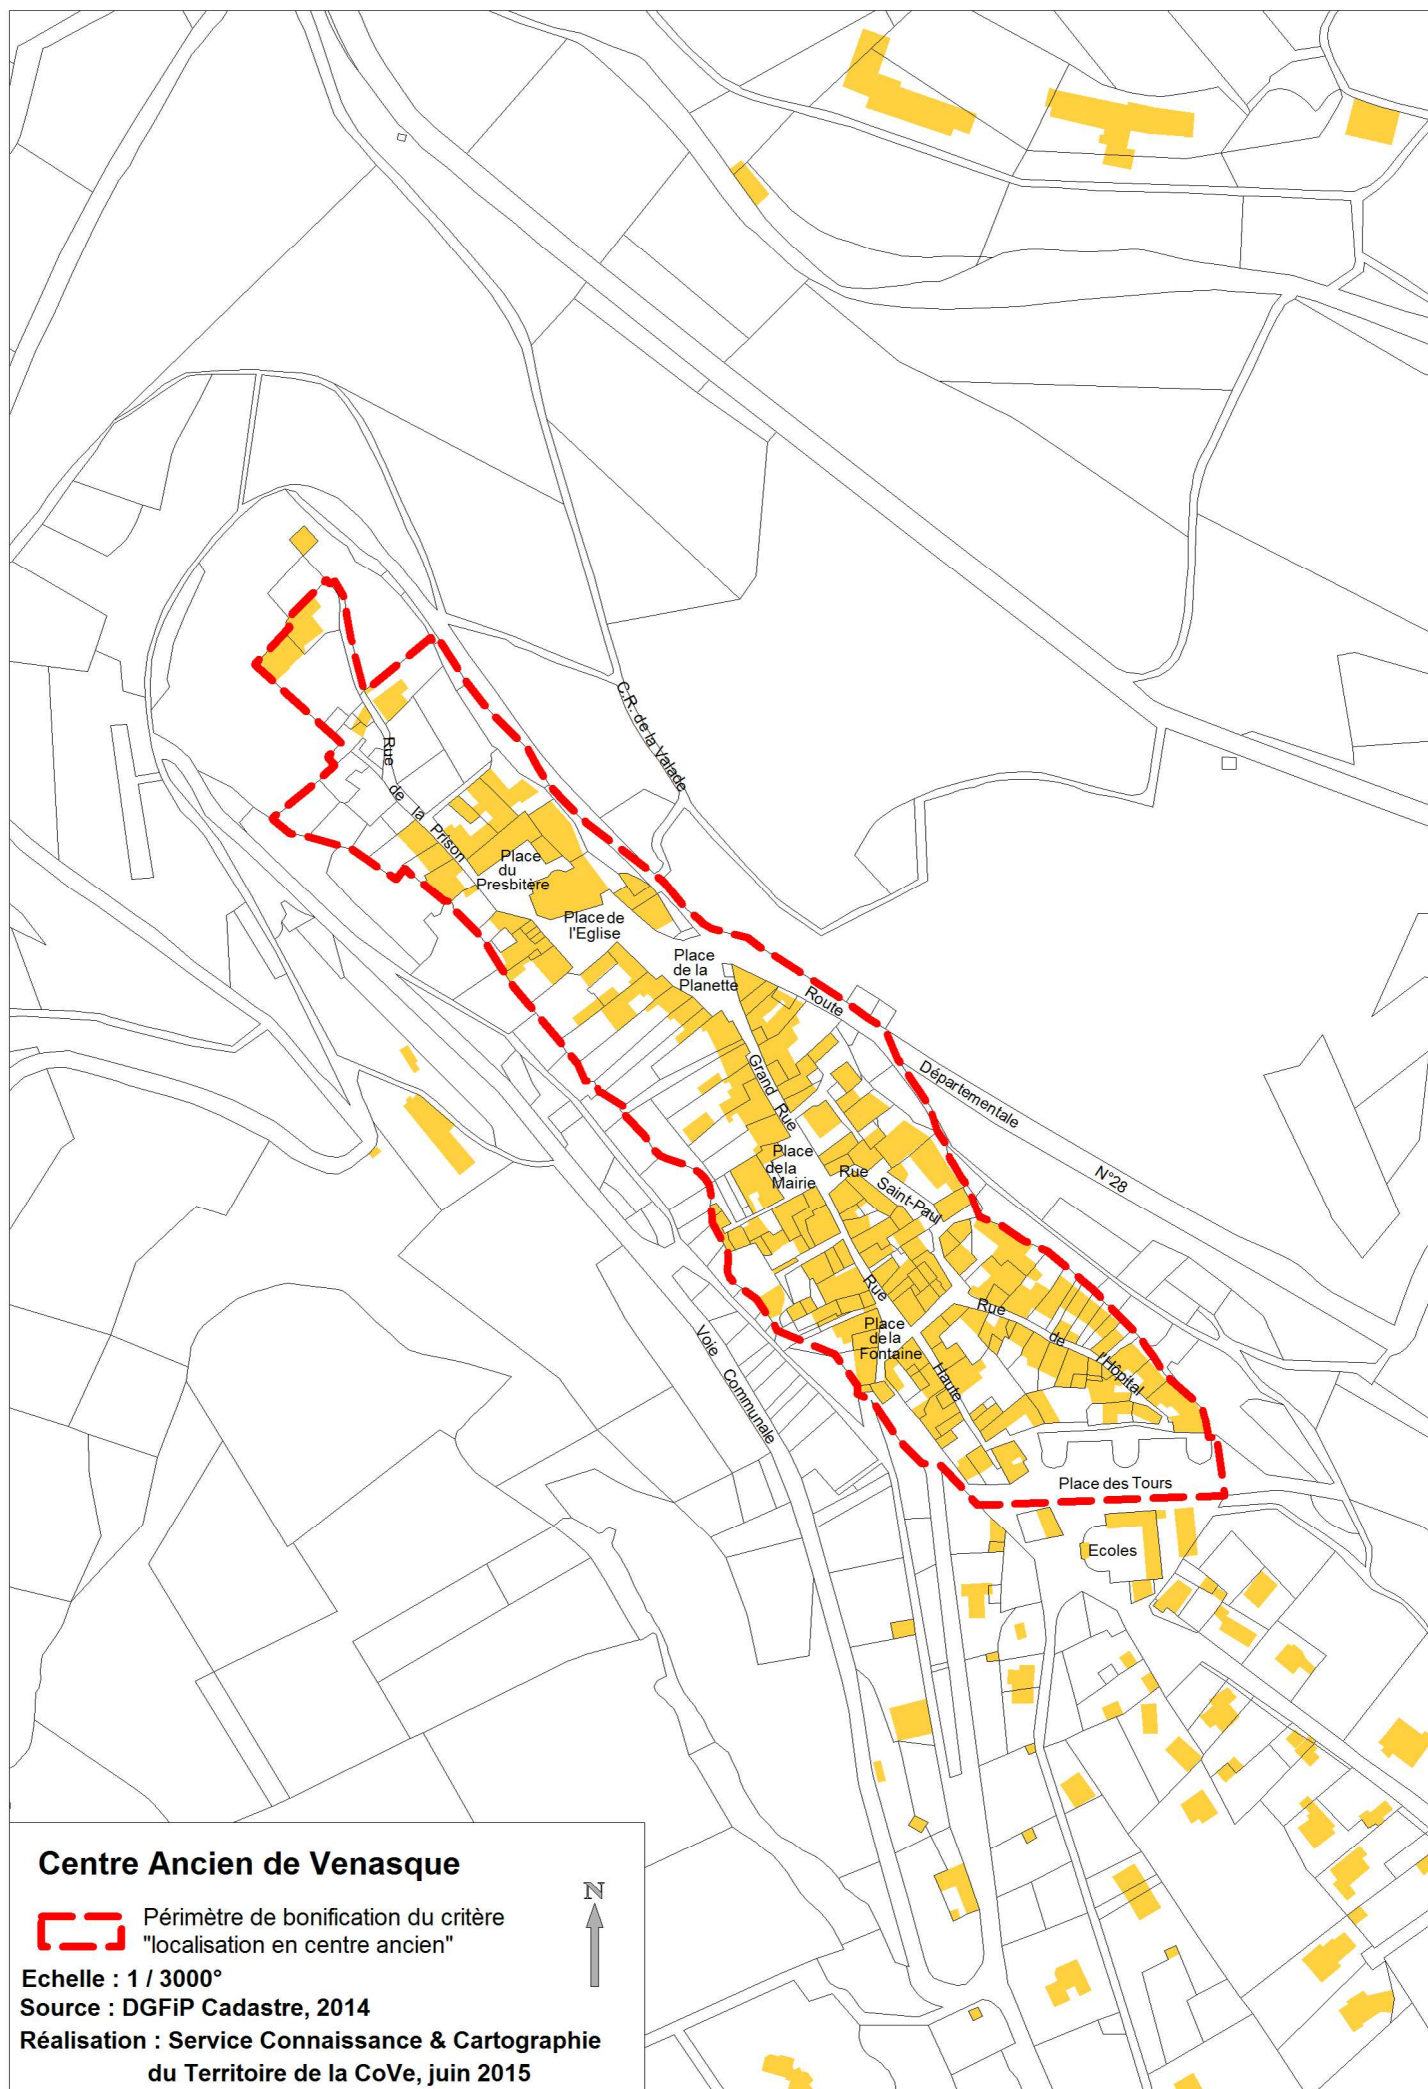 C.R. de la Valade
Rue de la Prison
Place
du
Presbitère
Place de
l'Eglise
Place
de la
Planette
Route Départementale N°28
Grand Rue
Place
de la
Mairie
Rue Saint-Paul
Rue Haute
Rue de l'Hôpital
Place
de la
Fontaine
Voie Communale
Place des Tours
Ecoles
Centre Ancien de Venasque
Périmètre de bonification du critère
"localisation en centre ancien"
N
Echelle : 1 / 3000°
Source : DGFiP Cadastre, 2014
Réalisation : Service Connaissance & Cartographie
du Territoire de la CoVe, juin 2015